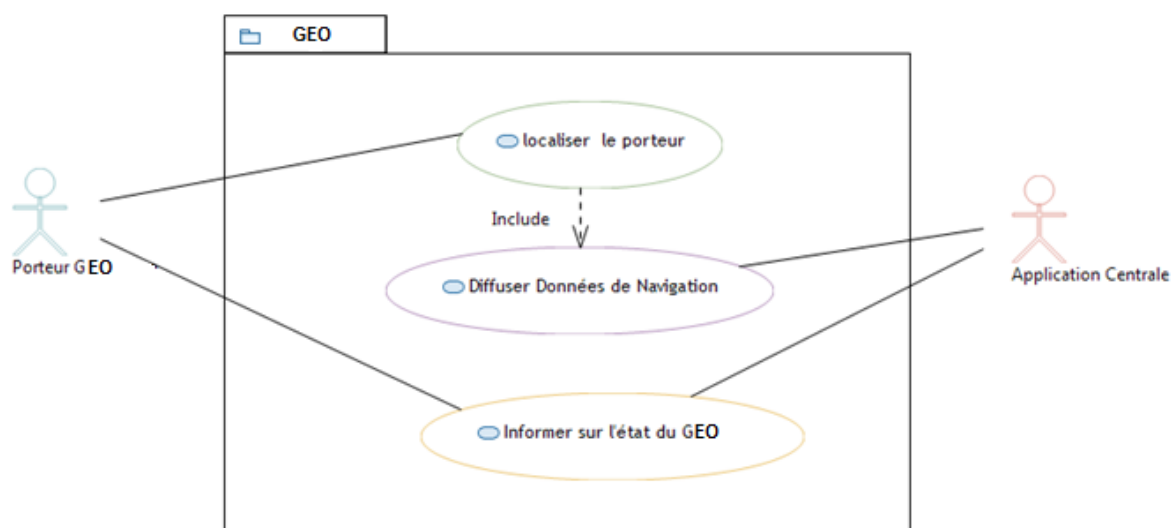 GEO
localiser le porteur
Include
Porteur GEO
Diffuser Données de Navigation
Application Centrale
Informer sur l'état du GEO